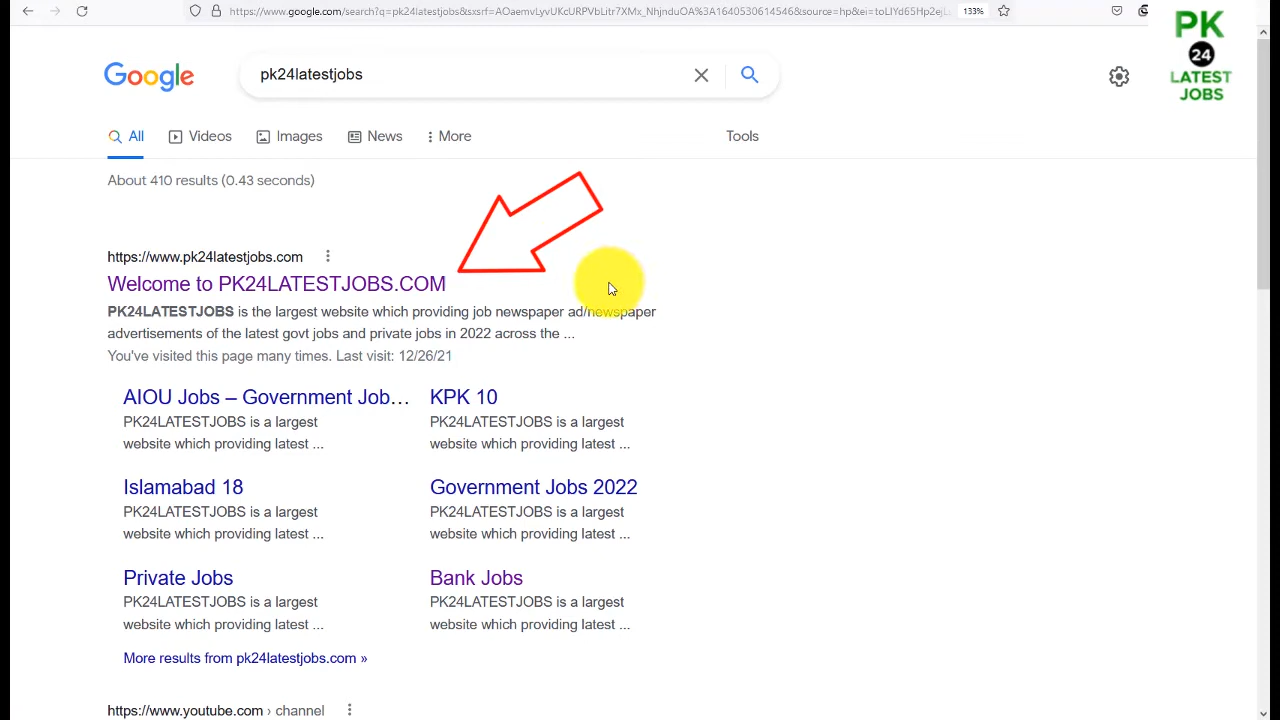 https://www.google.com/search?q=pk24latestjobs&sxsrf=AOaemvLyvUKcURPVbLitr7XMx_NhjnduOA%3A1640530614546&source=hp&ei=toLIYd65Hp2ejL…
133%
PK
24
LATEST
JOBS
Google
pk24latestjobs
All
Videos
Images
News
More
Tools
About 410 results (0.43 seconds)
https://www.pk24latestjobs.com
Welcome to PK24LATESTJOBS.COM
PK24LATESTJOBS is the largest website which providing job newspaper ad/newspaper
advertisements of the latest govt jobs and private jobs in 2022 across the ...
You've visited this page many times. Last visit: 12/26/21
AIOU Jobs – Government Job…
PK24LATESTJOBS is a largest
website which providing latest ...
KPK 10
PK24LATESTJOBS is a largest
website which providing latest ...
Islamabad 18
PK24LATESTJOBS is a largest
website which providing latest ...
Government Jobs 2022
PK24LATESTJOBS is a largest
website which providing latest ...
Private Jobs
PK24LATESTJOBS is a largest
website which providing latest ...
Bank Jobs
PK24LATESTJOBS is a largest
website which providing latest ...
More results from pk24latestjobs.com »
https://www.youtube.com › channel